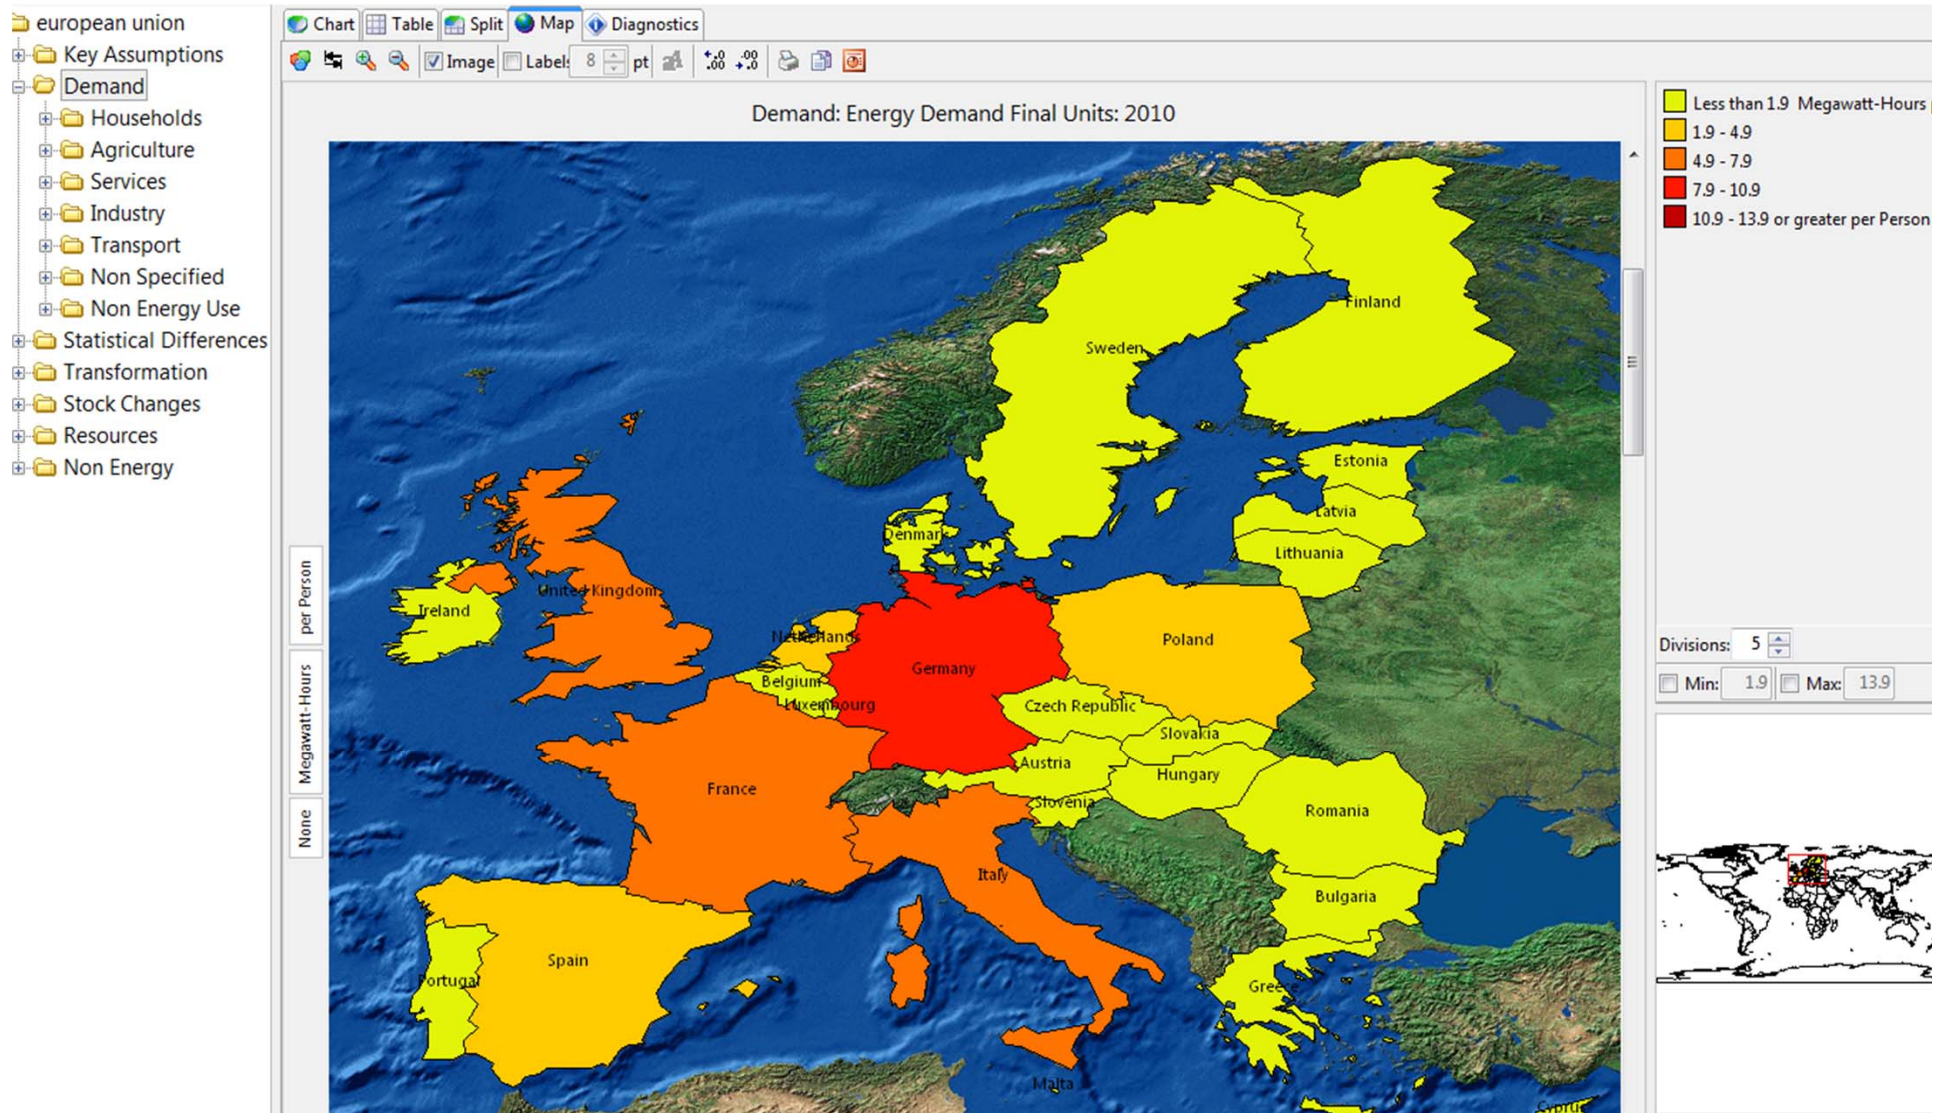 european union
Key Assumptions
Demand
Households
Agriculture
Services
Industry
Transport
Non Specified
Non Energy Use
Statistical Differences
Transformation
Stock Changes
Resources
Non Energy
Chart Table Split Map Diagnostics
Image Labels 8 pt
Demand: Energy Demand Final Units: 2010
Less than 1.9 Megawatt-Hours
1.9 - 4.9
4.9 - 7.9
7.9 - 10.9
10.9 - 13.9 or greater per Person
Finland
Sweden
Estonia
Latvia
Denmark
Lithuania
United Kingdom
Ireland
Netherlands
Poland
Germany
Belgium
Luxembourg
Czech Republic
Slovakia
Austria
Hungary
France
Slovenia
Romania
Italy
Bulgaria
Spain
Portugal
Greece
Malta
Cyprus
per Person
Megawatt-Hours
None
Divisions: 5
Min: 1.9 Max: 13.9